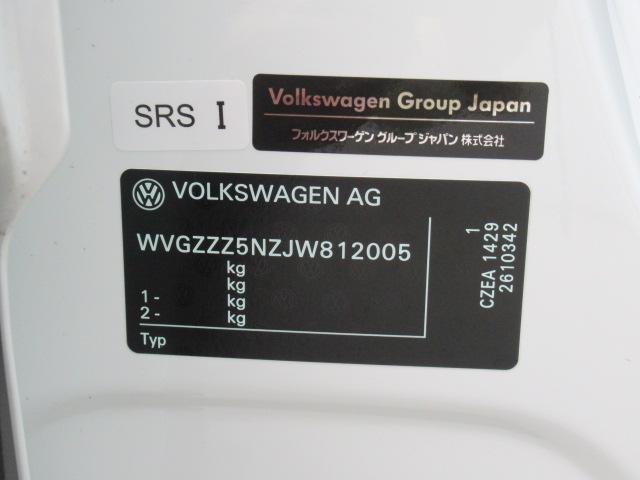 SRS I
Volkswagen Group Japan
フォルクスワーゲン グループ ジャパン 株式会社
VOLKSWAGEN AG
WVGZZZ5NZJW812005
kg
kg
1- kg
2- kg
Typ
1
CZEA 1429
2610342